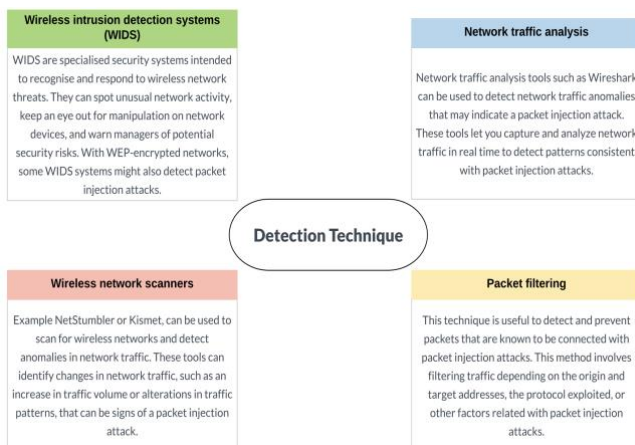 Wireless intrusion detection systems
(WIDS)
WIDS are specialised security systems intended
to recognise and respond to wireless network
threats. They can spot unusual network activity,
keep an eye out for manipulation on network
devices, and warn managers of potential
security risks. With WEP-encrypted networks,
some WIDS systems might also detect packet
injection attacks.
Network traffic analysis
Network traffic analysis tools such as Wireshark
can be used to detect network traffic anomalies
that may indicate a packet injection attack.
These tools let you capture and analyze network
traffic in real time to detect patterns consistent
with packet injection attacks.
Detection Technique
Wireless network scanners
Example NetStumbler or Kismet, can be used to
scan for wireless networks and detect
anomalies in network traffic. These tools can
identify changes in network traffic, such as an
increase in traffic volume or alterations in traffic
patterns, that can be signs of a packet injection
attack.
Packet filtering
This technique is useful to detect and prevent
packets that are known to be connected with
packet injection attacks. This method involves
filtering traffic depending on the origin and
target addresses, the protocol exploited, or
other factors related with packet injection
attacks.